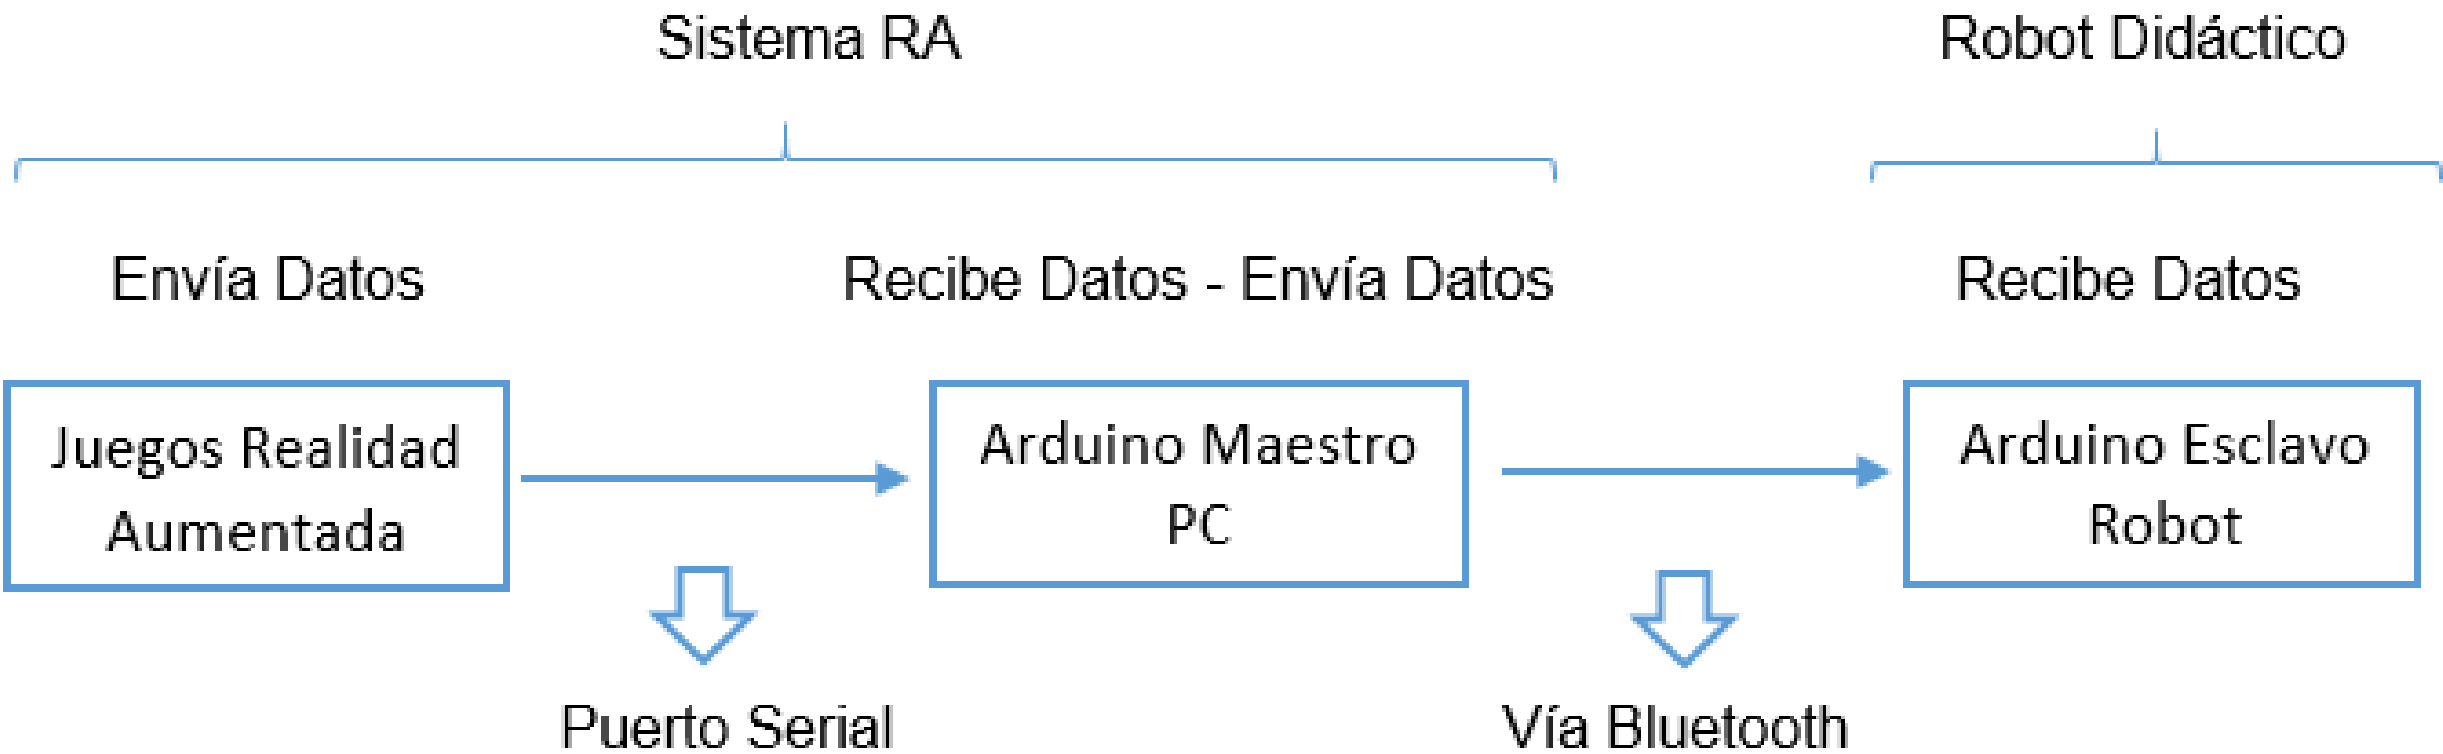 Sistema RA
Robot Didáctico
Envía Datos
Recibe Datos - Envía Datos
Recibe Datos
Juegos Realidad
Aumentada
Arduino Maestro
PC
Arduino Esclavo
Robot
Puerto Serial
Vía Bluetooth